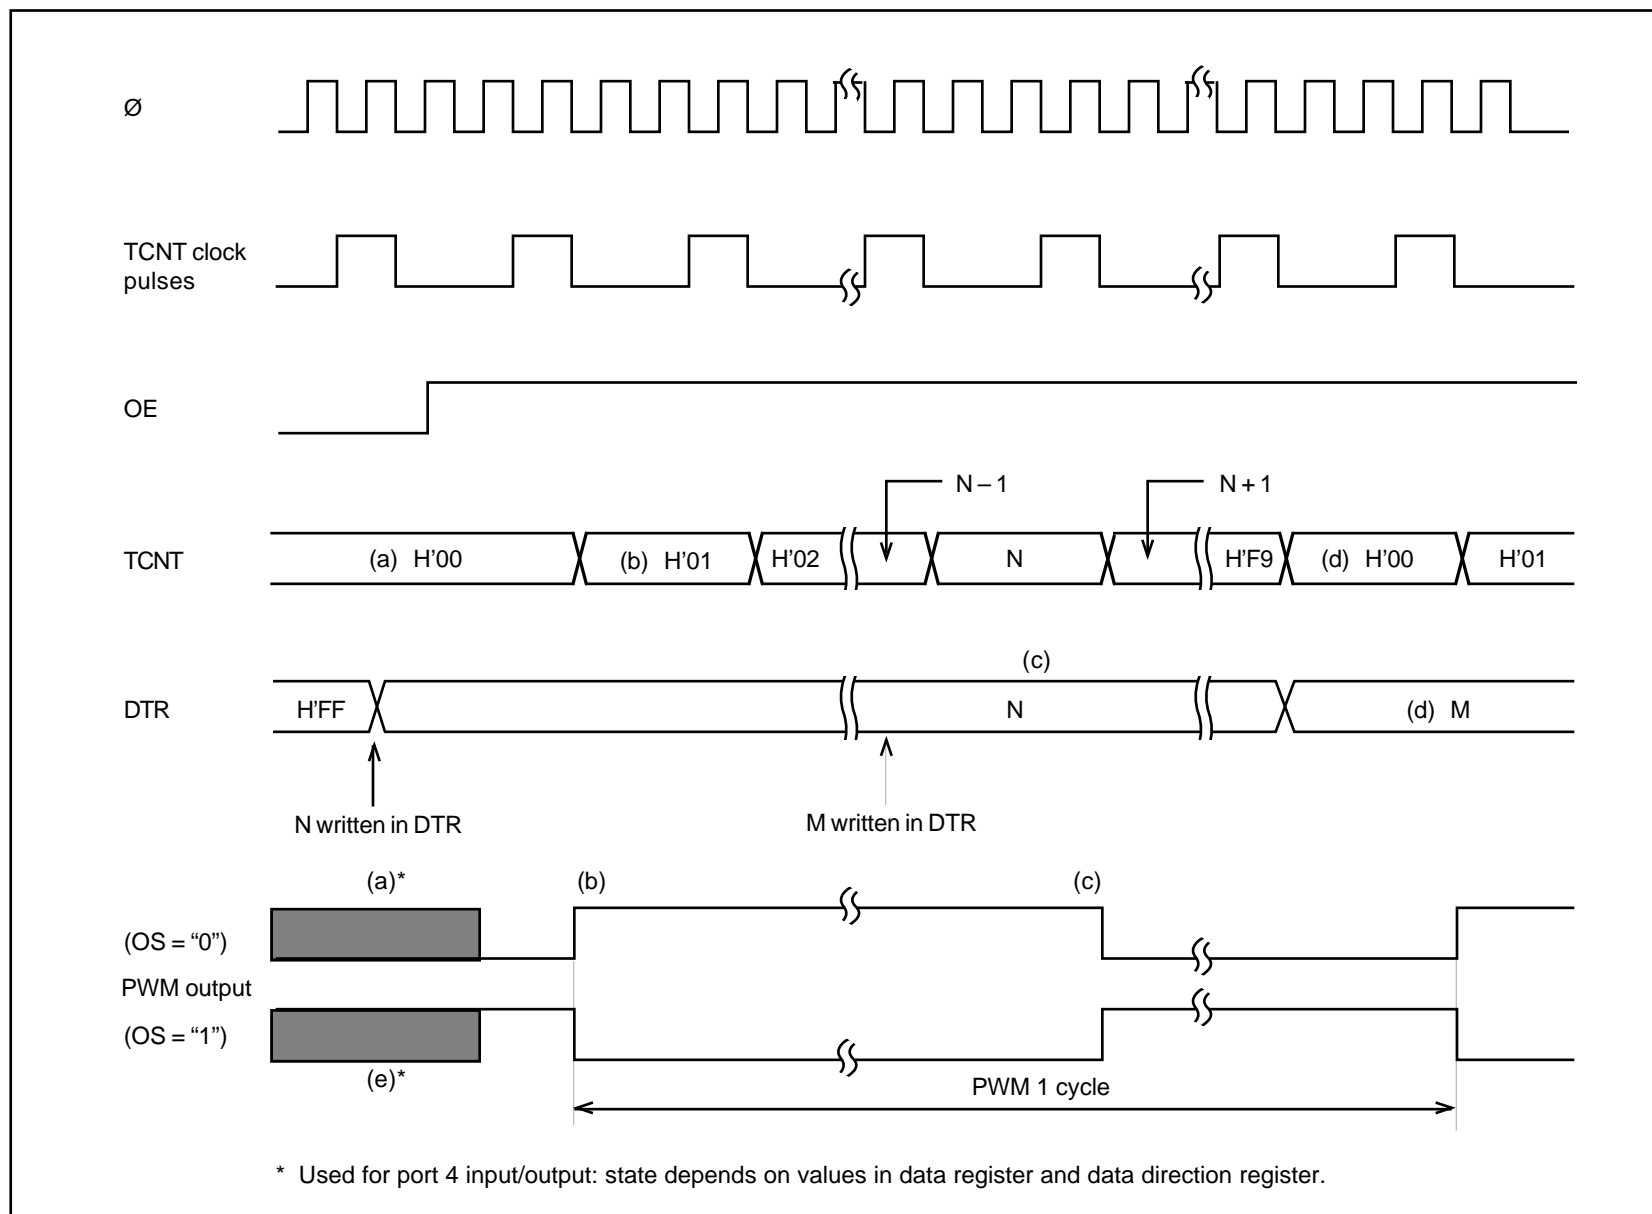 Ø
TCNT clock
pulses
OE
N – 1
N + 1
TCNT
(a) H’00
(b) H’01
H’02
N
H’F9
(d) H’00
H’01
(c)
DTR
H’FF
N
(d) M
N written in DTR
M written in DTR
(a)*
(b)
(c)
(OS = “0”)
PWM output
(OS = “1”)
(e)*
PWM 1 cycle
* Used for port 4 input/output: state depends on values in data register and data direction register.